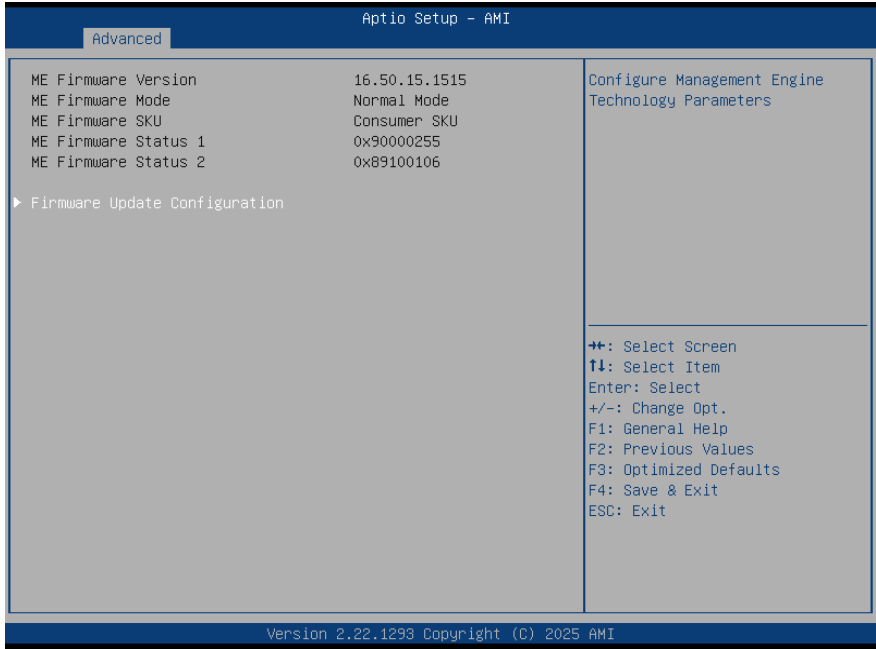 Aptio Setup – AMI
Advanced
ME Firmware Version 16.50.15.1515
ME Firmware Mode Normal Mode
ME Firmware SKU Consumer SKU
ME Firmware Status 1 0x90000255
ME Firmware Status 2 0x89100106
▶ Firmware Update Configuration
Configure Management Engine
Technology Parameters
→←: Select Screen
↑↓: Select Item
Enter: Select
+/-: Change Opt.
F1: General Help
F2: Previous Values
F3: Optimized Defaults
F4: Save & Exit
ESC: Exit
Version 2.22.1293 Copyright (C) 2025 AMI